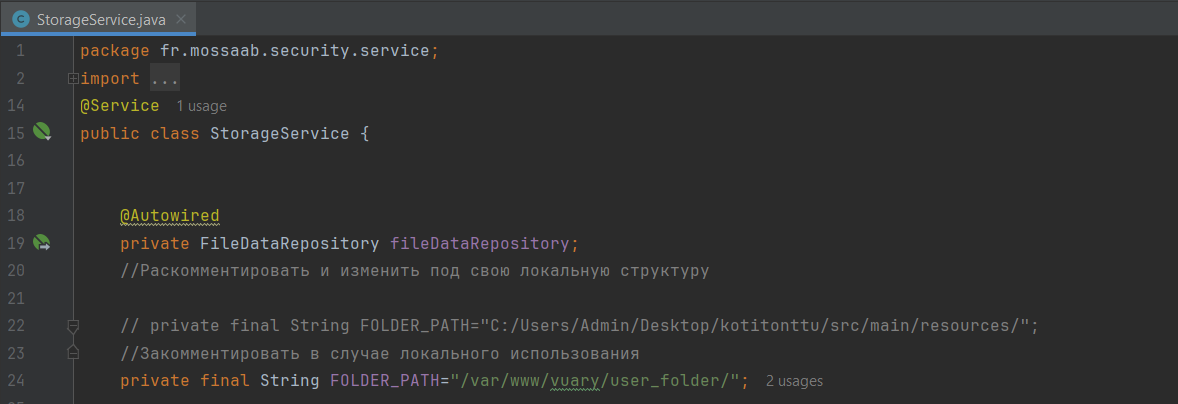 StorageService.java
1 package fr.mossaab.security.service;
2 import ...
14 @Service 1 usage
15 public class StorageService {
16
17
18 @Autowired
19 private FileDataRepository fileDataRepository;
20 //Раскомментировать и изменить под свою локальную структуру
21
22 // private final String FOLDER_PATH="C:/Users/Admin/Desktop/kotitonttu/src/main/resources/";
23 //Закомментировать в случае локального использования
24 private final String FOLDER_PATH="/var/www/vuary/user_folder/"; 2 usages